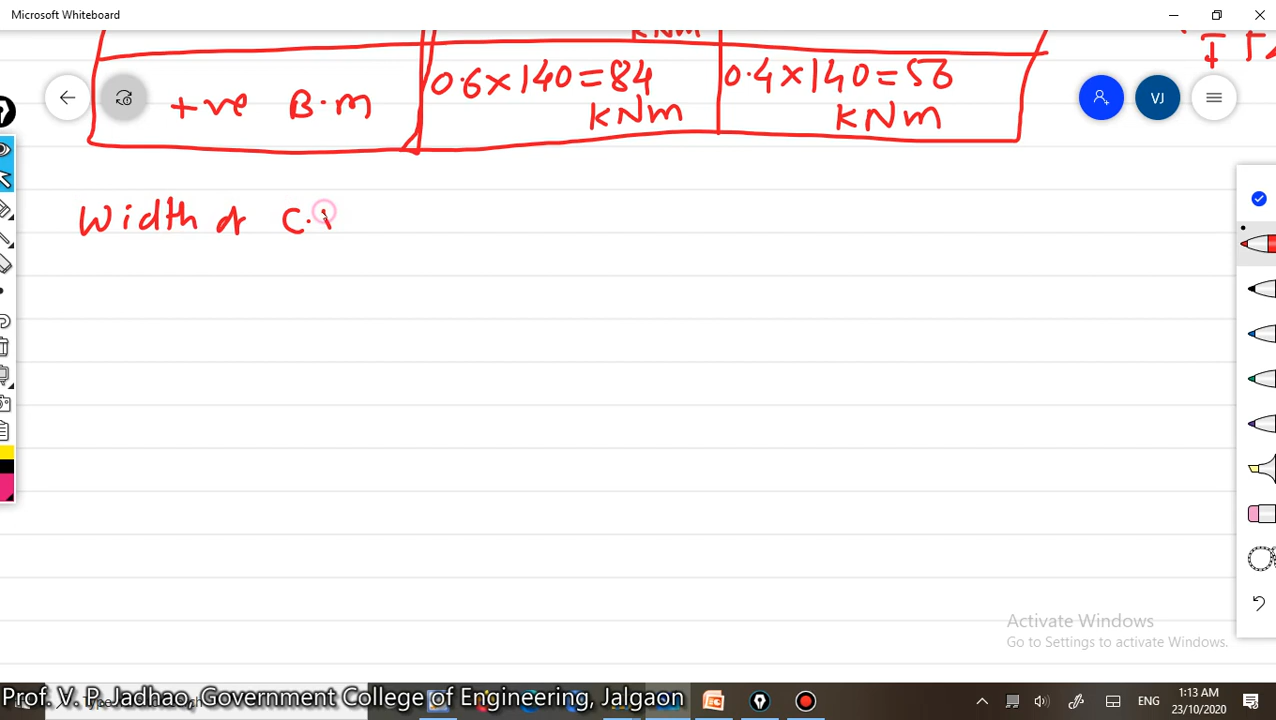 Microsoft Whiteboard
kNm
0.6×140=84 0.4×140=56
+ve B.m kNm kNm
VJ
Width of C.
Activate Windows
Go to Settings to activate Windows.
Prof. V. P. Jadhao, Government College of Engineering, Jalgaon
ENG
1:13 AM
23/10/2020